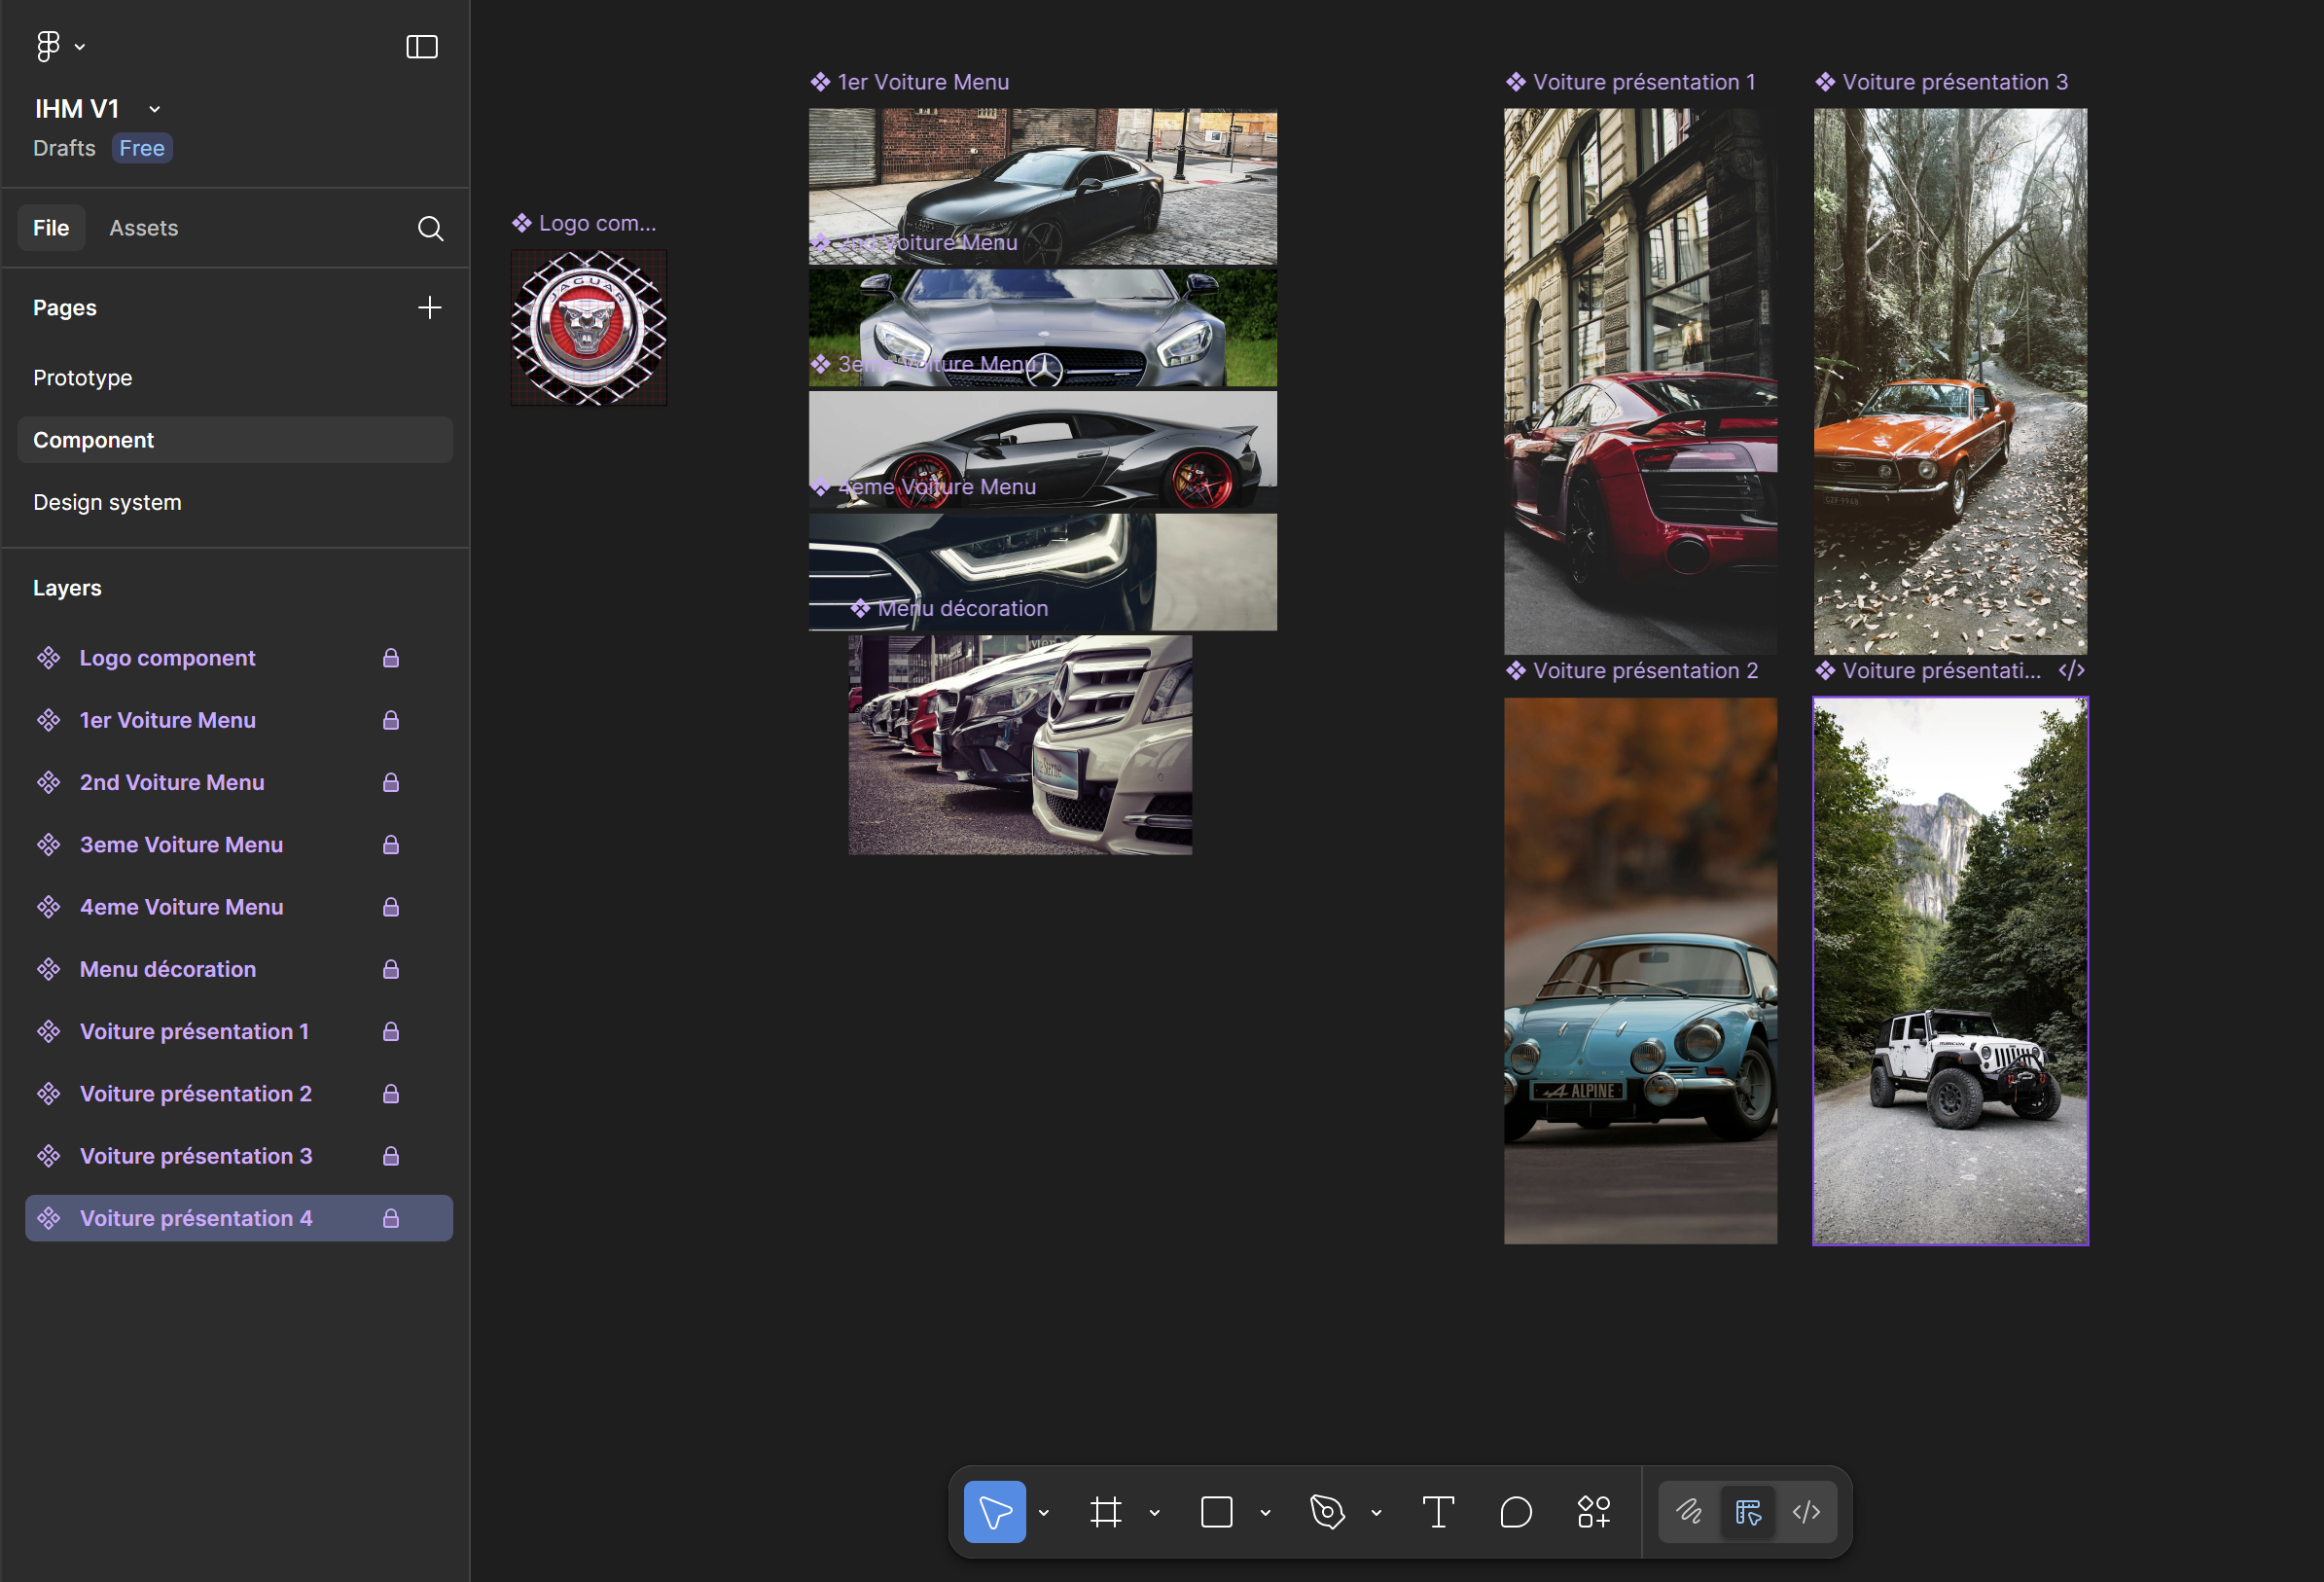 IHM V1
Drafts Free
File Assets
Pages
Prototype
Component
Design system
Layers
Logo component
1er Voiture Menu
2nd Voiture Menu
3eme Voiture Menu
4eme Voiture Menu
Menu décoration
Voiture présentation 1
Voiture présentation 2
Voiture présentation 3
Voiture présentation 4
Logo com...
JAGUAR
1er Voiture Menu
2nd Voiture Menu
3eme Voiture Menu
4eme Voiture Menu
Menu décoration
Voiture présentation 1
Voiture présentation 3
Voiture présentation 2
ALPINE
Voiture présentati...
RUBICON